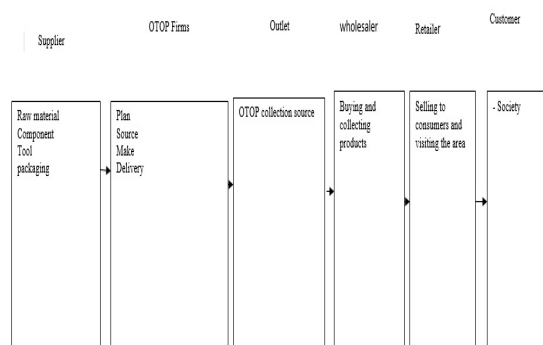 Supplier
OTOP Firms
Outlet
wholesaler
Retailer
Customer
Raw material
Component
Tool
packaging
Plan
Source
Make
Delivery
OTOP collection source
Buying and
collecting
products
Selling to
consumers and
visiting the area
- Society